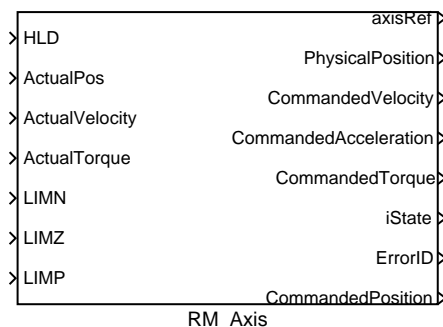 HLD
ActualPos
ActualVelocity
ActualTorque
LIMN
LIMZ
LIMP
axisRef
PhysicalPosition
CommandedVelocity
CommandedAcceleration
CommandedTorque
iState
ErrorID
CommandedPosition
RM_Axis